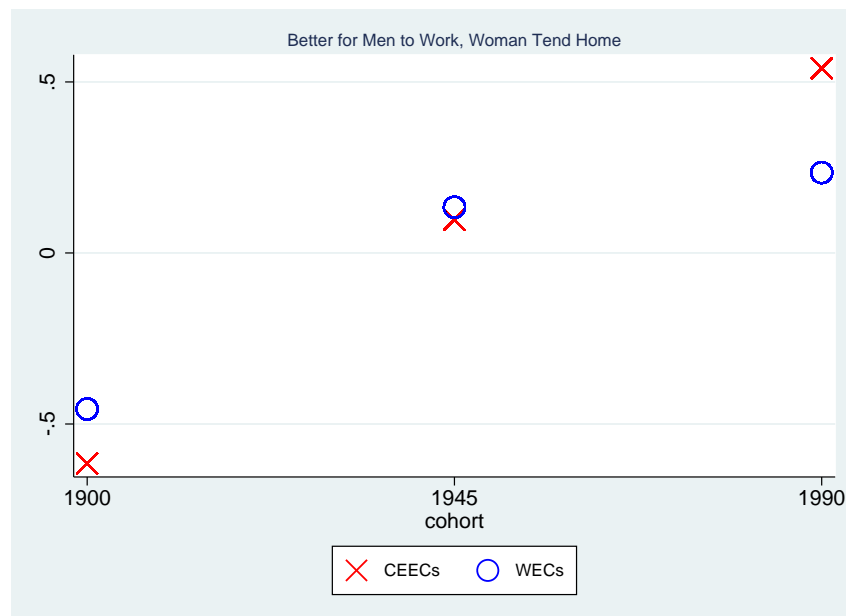 Better for Men to Work, Woman Tend Home
.5
0
-.5
1900 1945 1990
cohort
CEECs WECs